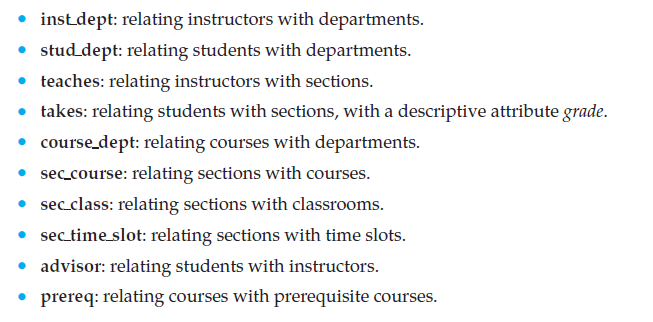 • inst_dept: relating instructors with departments.
• stud_dept: relating students with departments.
• teaches: relating instructors with sections.
• takes: relating students with sections, with a descriptive attribute grade.
• course_dept: relating courses with departments.
• sec_course: relating sections with courses.
• sec_class: relating sections with classrooms.
• sec_time_slot: relating sections with time slots.
• advisor: relating students with instructors.
• prereq: relating courses with prerequisite courses.